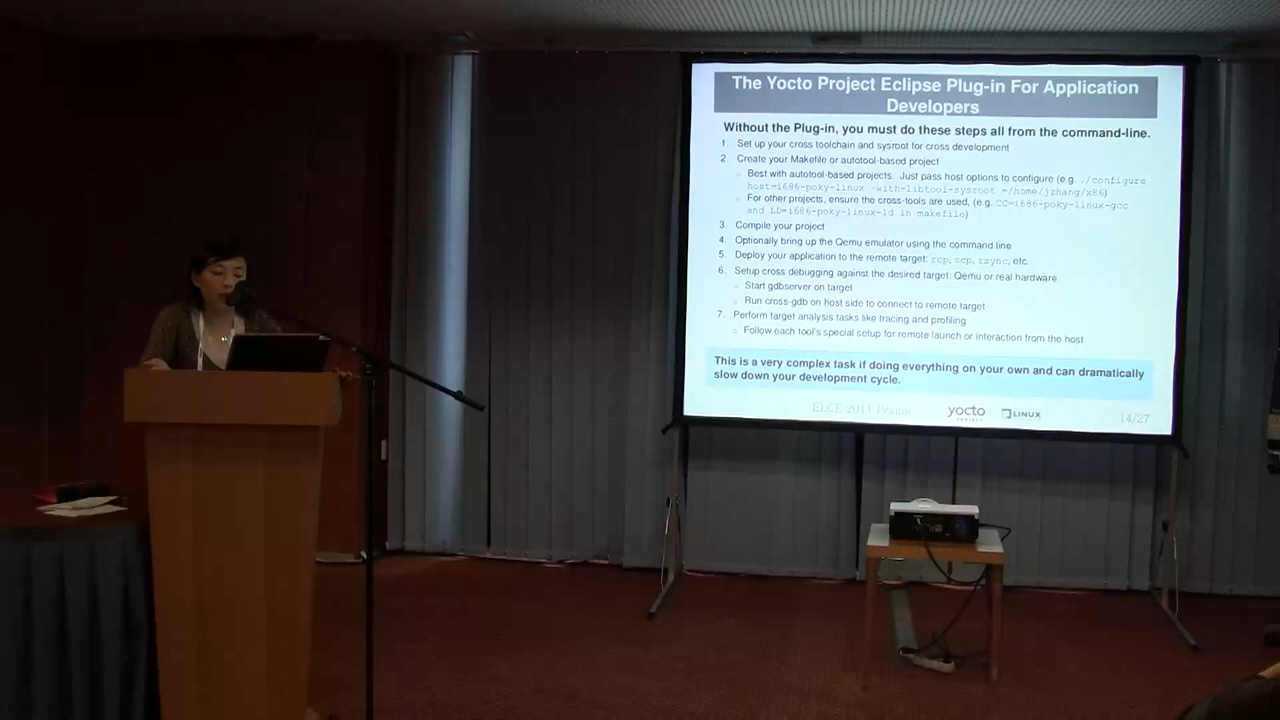 The Yocto Project Eclipse Plug-in For Application
Developers
Without the Plug-in, you must do these steps all from the command-line.
1 Set up your cross toolchain and sysroot for cross development
2. Create your Makefile or autotool-based project
Best with autotool-based projects. Just pass host options to configure (e.g. ./configure
host=i686-poky-linux -with-libtool-sysroot =/home/jzhang/x86)
For other projects, ensure the cross-tools are used, (e.g. CC=i686-poky-linux-gcc
and LD=i686-poky-linux-ld in makefile)
3. Compile your project
4. Optionally bring up the Qemu emulator using the command line
5. Deploy your application to the remote target: rcp, scp, rsync, etc.
6. Setup cross debugging against the desired target: Qemu or real hardware
Start gdbserver on target
Run cross-gdb on host side to connect to remote target
7. Perform target analysis tasks like tracing and profiling
Follow each tool's special setup for remote launch or interaction from the host
This is a very complex task if doing everything on your own and can dramatically
slow down your development cycle.
ELCE 2011 Prague
yocto
PROJECT
LINUX
14/27